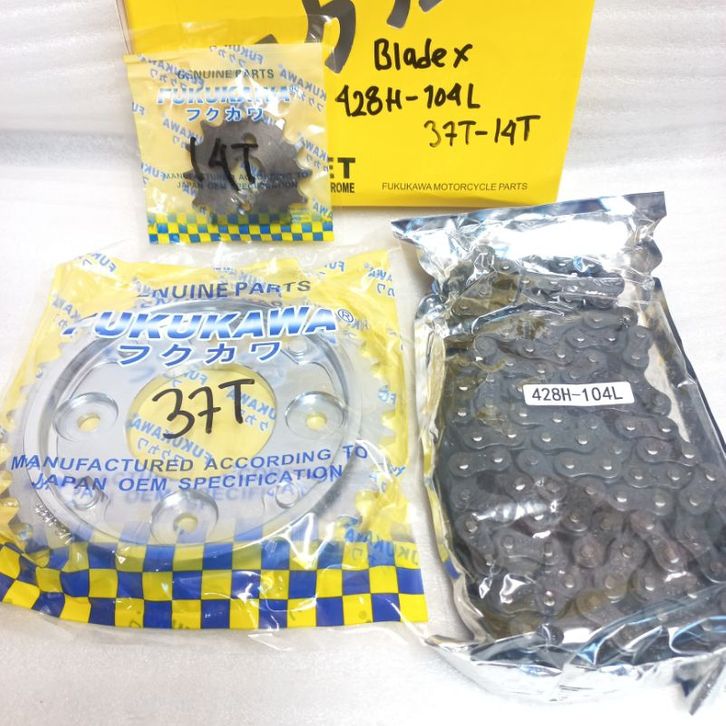 Blade x
428H-104L
37T-14T
ET
ROME
FUKUKAWA MOTORCYCLE PARTS
GENUINE PARTS
FUKUKAWA
フクカワ
14T
MANUFACTURED ACCORDING TO
JAPAN OEM SPECIFICATION
GENUINE PARTS
FUKUKAWA®
フクカワ
37T
MANUFACTURED ACCORDING TO
JAPAN OEM SPECIFICATION
428H-104L